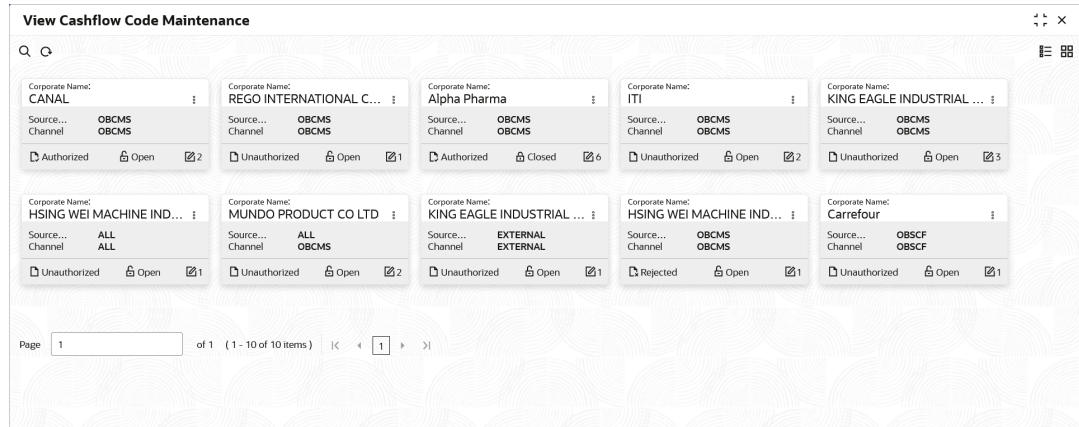 View Cashflow Code Maintenance
Corporate Name:
CANAL
Source... OBCMS
Channel OBCMS
Authorized Open 2
Corporate Name:
REGO INTERNATIONAL C...
Source... OBCMS
Channel OBCMS
Unauthorized Open 1
Corporate Name:
Alpha Pharma
Source... OBCMS
Channel OBCMS
Authorized Closed 6
Corporate Name:
ITI
Source... OBCMS
Channel OBCMS
Unauthorized Open 2
Corporate Name:
KING EAGLE INDUSTRIAL ...
Source... OBCMS
Channel OBCMS
Unauthorized Open 3
Corporate Name:
HSING WEI MACHINE IND...
Source... ALL
Channel ALL
Unauthorized Open 1
Corporate Name:
MUNDO PRODUCT CO LTD
Source... ALL
Channel OBCMS
Unauthorized Open 2
Corporate Name:
KING EAGLE INDUSTRIAL ...
Source... EXTERNAL
Channel EXTERNAL
Unauthorized Open 1
Corporate Name:
HSING WEI MACHINE IND...
Source... OBCMS
Channel OBCMS
Rejected Open 1
Corporate Name:
Carrefour
Source... OBSCF
Channel OBSCF
Unauthorized Open 1
Page 1 of 1 ( 1 - 10 of 10 items ) 1